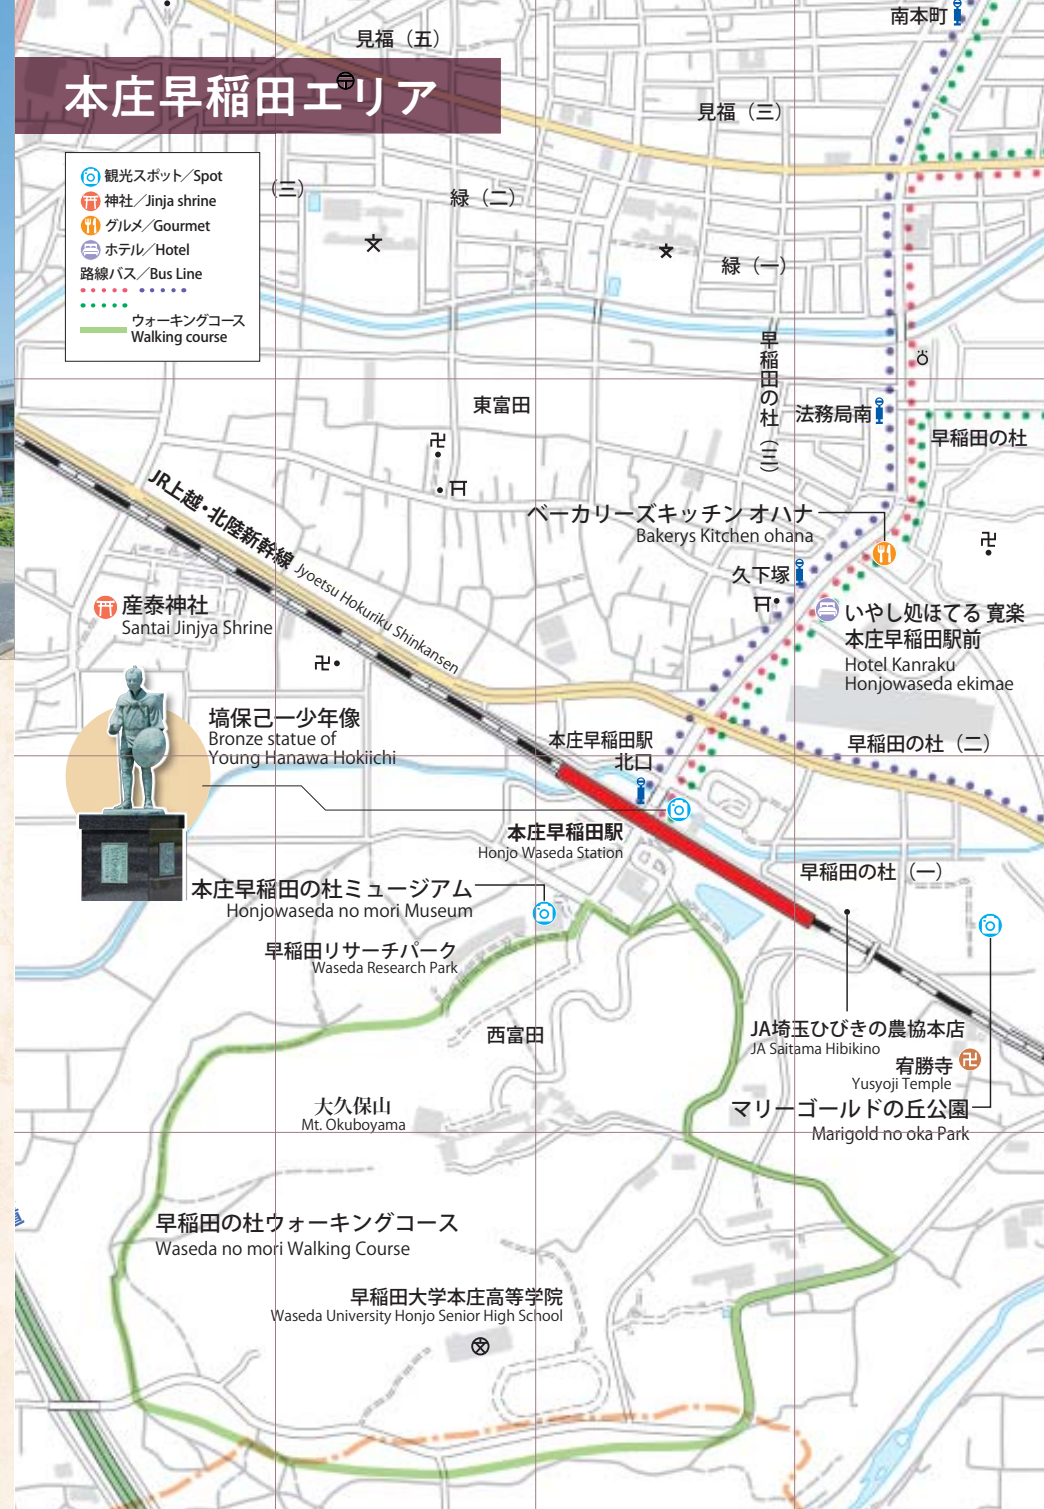 南本町
見福（五）
本庄早稲田エリア
見福（三）
観光スポット／Spot
神社／Jinja shrine
グルメ／Gourmet
ホテル／Hotel
路線バス／Bus Line
ウォーキングコース
Walking course
（三）
緑（二）
緑（一）
早稲田の杜（三）
東富田
法務局南
早稲田の杜
JR上越・北陸新幹線 Jyoetsu Hokuriku Shinkansen
ベーカリーズキッチン オハナ
Bakerys Kitchen ohana
久下塚
産泰神社
Santai Jinjya Shrine
いやし処ほてる 寛楽
本庄早稲田駅前
Hotel Kanraku
Honjowaseda ekimae
塙保己一少年像
Bronze statue of
Young Hanawa Hokiichi
本庄早稲田駅
北口
早稲田の杜（二）
本庄早稲田駅
Honjo Waseda Station
早稲田の杜（一）
本庄早稲田の杜ミュージアム
Honjowaseda no mori Museum
早稲田リサーチパーク
Waseda Research Park
西富田
JA埼玉ひびきの農協本店
JA Saitama Hibikino
宥勝寺
Yusyoji Temple
マリーゴールドの丘公園
Marigold no oka Park
大久保山
Mt. Okuboyama
早稲田の杜ウォーキングコース
Waseda no mori Walking Course
早稲田大学本庄高等学院
Waseda University Honjo Senior High School